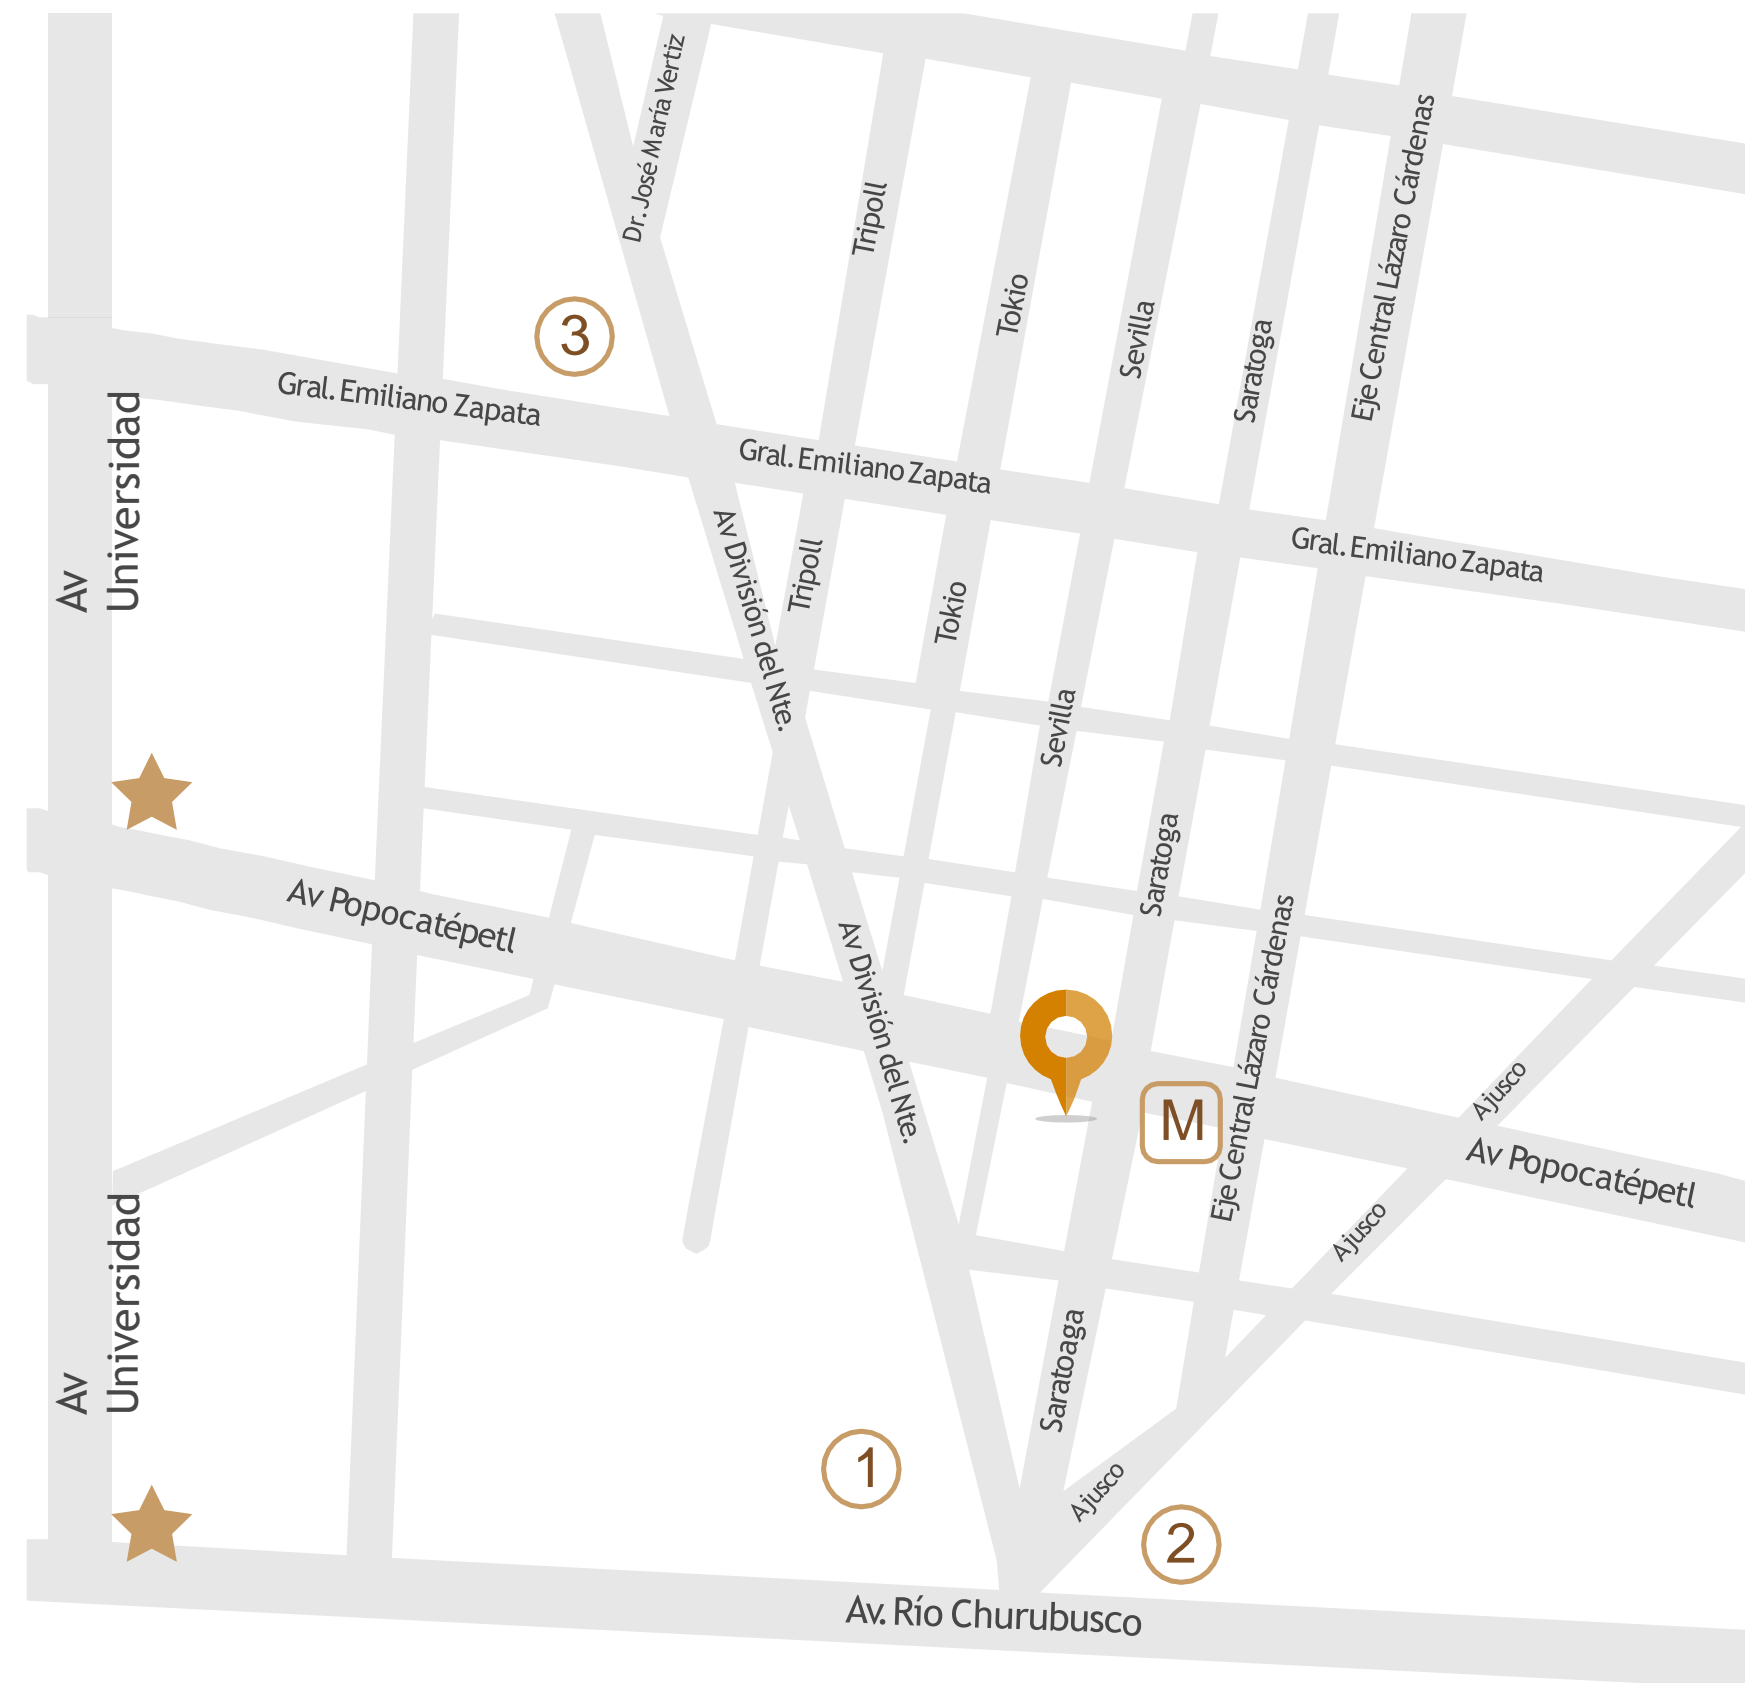 Dr. José María Vertiz
Tripoll
Tokio
Sevilla
Saratoga
Eje Central Lázaro Cárdenas
3
Gral. Emiliano Zapata
Gral. Emiliano Zapata
Gral. Emiliano Zapata
Av
Universidad
Av División del Nte.
Tripoll
Tokio
Sevilla
Saratoga
Eje Central Lázaro Cárdenas
Av Popocatépetl
Av División del Nte.
M
Ajusco
Av Popocatépetl
Ajusco
Av
Universidad
Saratoaga
1
Ajusco
2
Av. Río Churubusco